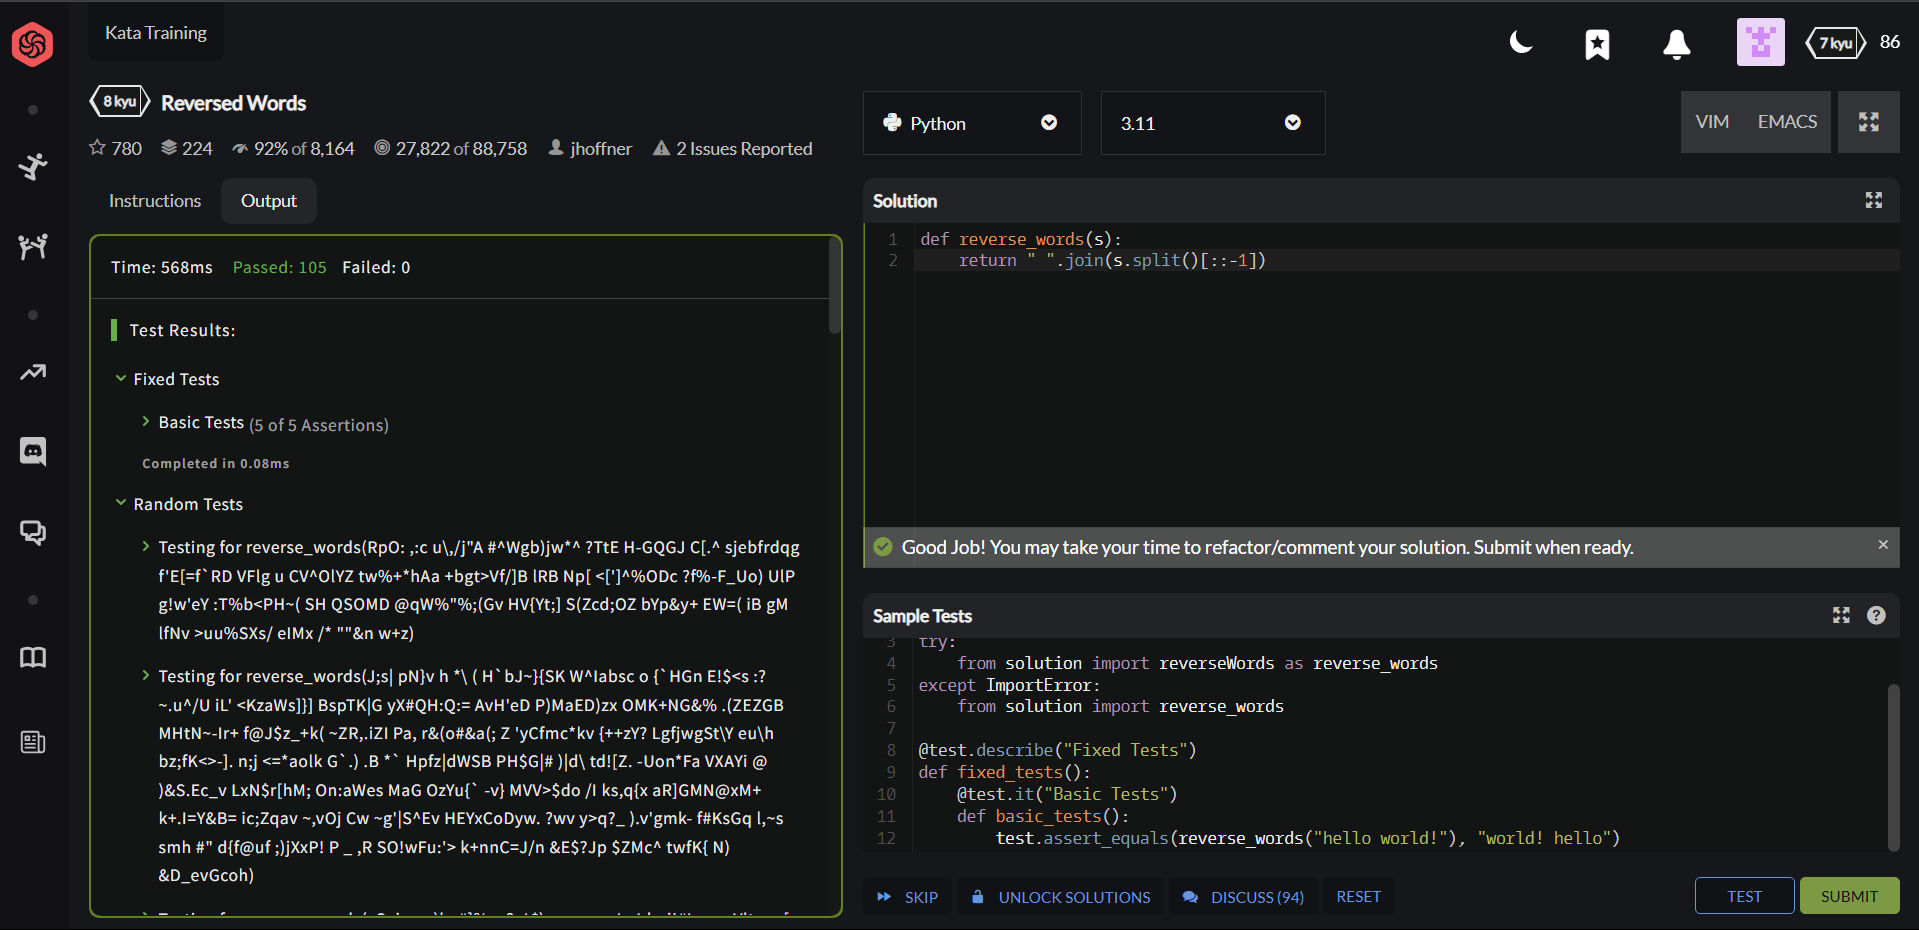 Kata Training
7 kyu 86
8 kyu Reversed Words
780 224 92% of 8,164 27,822 of 88,758 jhoffner 2 Issues Reported
Python
3.11
VIM EMACS
Instructions Output
Time: 568ms Passed: 105 Failed: 0
Test Results:
Fixed Tests
Basic Tests (5 of 5 Assertions)
Completed in 0.08ms
Random Tests
Testing for reverse_words(RpO: ,:c u\,/j"A #^Wgb)jw*^ ?TtE H-GQGJ C[.^ sjebfrdqg
f'E[=f`RD VFlg u CV^OlYZ tw%+*hAa +bgt>Vf/]B lRB Np[ <[']^%ODc ?f%-F_Uo) UlP
g!w'eY :T%b<PH~( SH QSOMD @qW%"%;(Gv HV{Yt;] S(Zcd;OZ bYp&y+ EW=( iB gM
lfNv >uu%SXs/ eIMx /* ""&n w+z)
Testing for reverse_words(J;s| pN}v h *\ ( H`bJ~}{SK W^Iabsc o {`HGn E!$<s :?
~.u^/U iL' <KzaWs]}] BspTK|G yX#QH:Q:= AvH'eD P)MaED)zx OMK+NG&% .(ZEZGB
MHtN~-Ir+ f@J$z_+k( ~ZR,.iZI Pa, r&(o#&a(; Z 'yCfmc*kv {++zY? LgfjwgSt\Y eu\h
bz;fK<>-]. n;j <=*aolk G`.) .B *` Hpfz|dWSB PH$G|# )|d\ td![Z. -Uon*Fa VXAYi @
)&S.Ec_v LxN$r[hM; On:aWes MaG OzYu{` -v} MVV>$do /I ks,q{x aR]GMN@xM+
k+.I=Y&B= ic;Zqav ~,vOj Cw ~g'|S^Ev HEYxCoDyw. ?wv y>q?_ ).v'gmk- f#KsGq l,~s
smh #" d{f@uf ;)jXxP! P _ ,R SO!wFu:'> k+nnC=J/n &E$?Jp $ZMc^ twfK{ N)
&D_evGcoh)
Solution
1 def reverse_words(s):
2 return " ".join(s.split()[::-1])
Good Job! You may take your time to refactor/comment your solution. Submit when ready.
Sample Tests
3 try:
4 from solution import reverseWords as reverse_words
5 except ImportError:
6 from solution import reverse_words
7
8 @test.describe("Fixed Tests")
9 def fixed_tests():
10 @test.it("Basic Tests")
11 def basic_tests():
12 test.assert_equals(reverse_words("hello world!"), "world! hello")
SKIP UNLOCK SOLUTIONS DISCUSS (94) RESET TEST SUBMIT